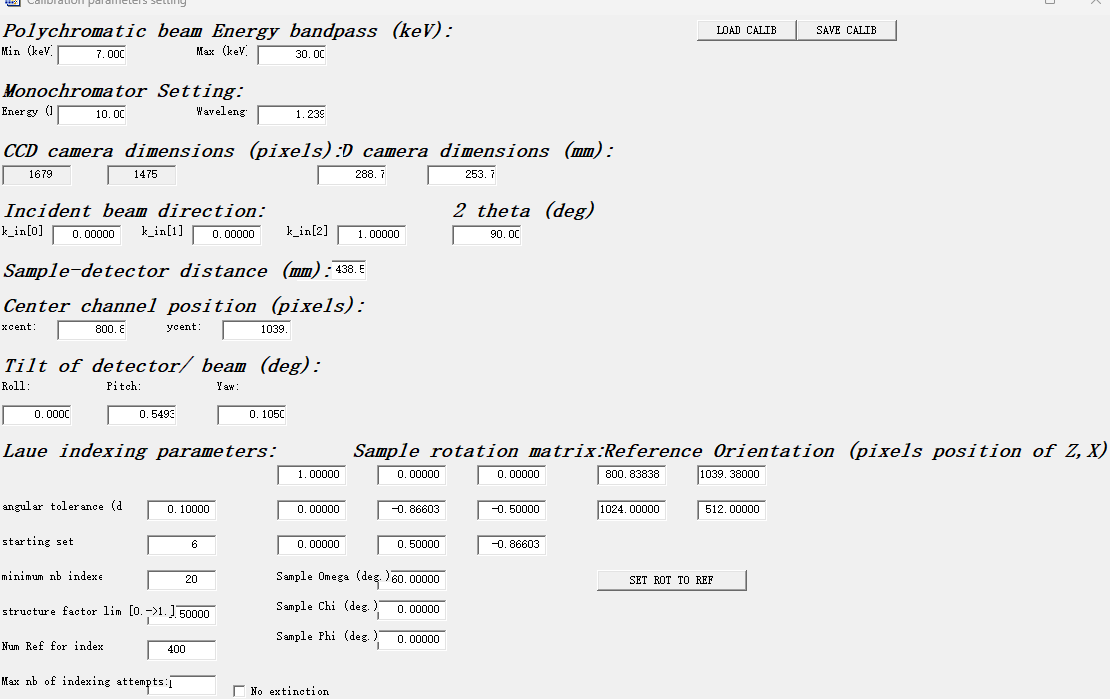 Calibration parameters setting
Polychromatic beam Energy bandpass (keV):
LOAD CALIB SAVE CALIB
Min (keV) 7.000 Max (keV) 30.00
Monochromator Setting:
Energy (l 10.00 Waveleng 1.239
CCD camera dimensions (pixels): D camera dimensions (mm):
1679 1475 288.7 253.7
Incident beam direction: 2 theta (deg)
k_in[0] 0.00000 k_in[1] 0.00000 k_in[2] 1.00000 90.00
Sample-detector distance (mm): 438.5
Center channel position (pixels):
xcent: 800.8 ycent: 1039.
Tilt of detector/ beam (deg):
Roll: Pitch: Yaw:
0.000 0.5493 0.1050
Laue indexing parameters: Sample rotation matrix: Reference Orientation (pixels position of Z,X)
1.00000 0.00000 0.00000 800.83838 1039.38000
angular tolerance (d 0.10000 0.00000 -0.86603 -0.50000 1024.00000 512.00000
starting set 6 0.00000 0.50000 -0.86603
minimum nb indexe 20 Sample Omega (deg.) 60.00000 SET ROT TO REF
structure factor lim [0.->1.] .50000 Sample Chi (deg.) 0.00000
Num Ref for index 400 Sample Phi (deg.) 0.00000
Max nb of indexing attempts: 1 No extinction